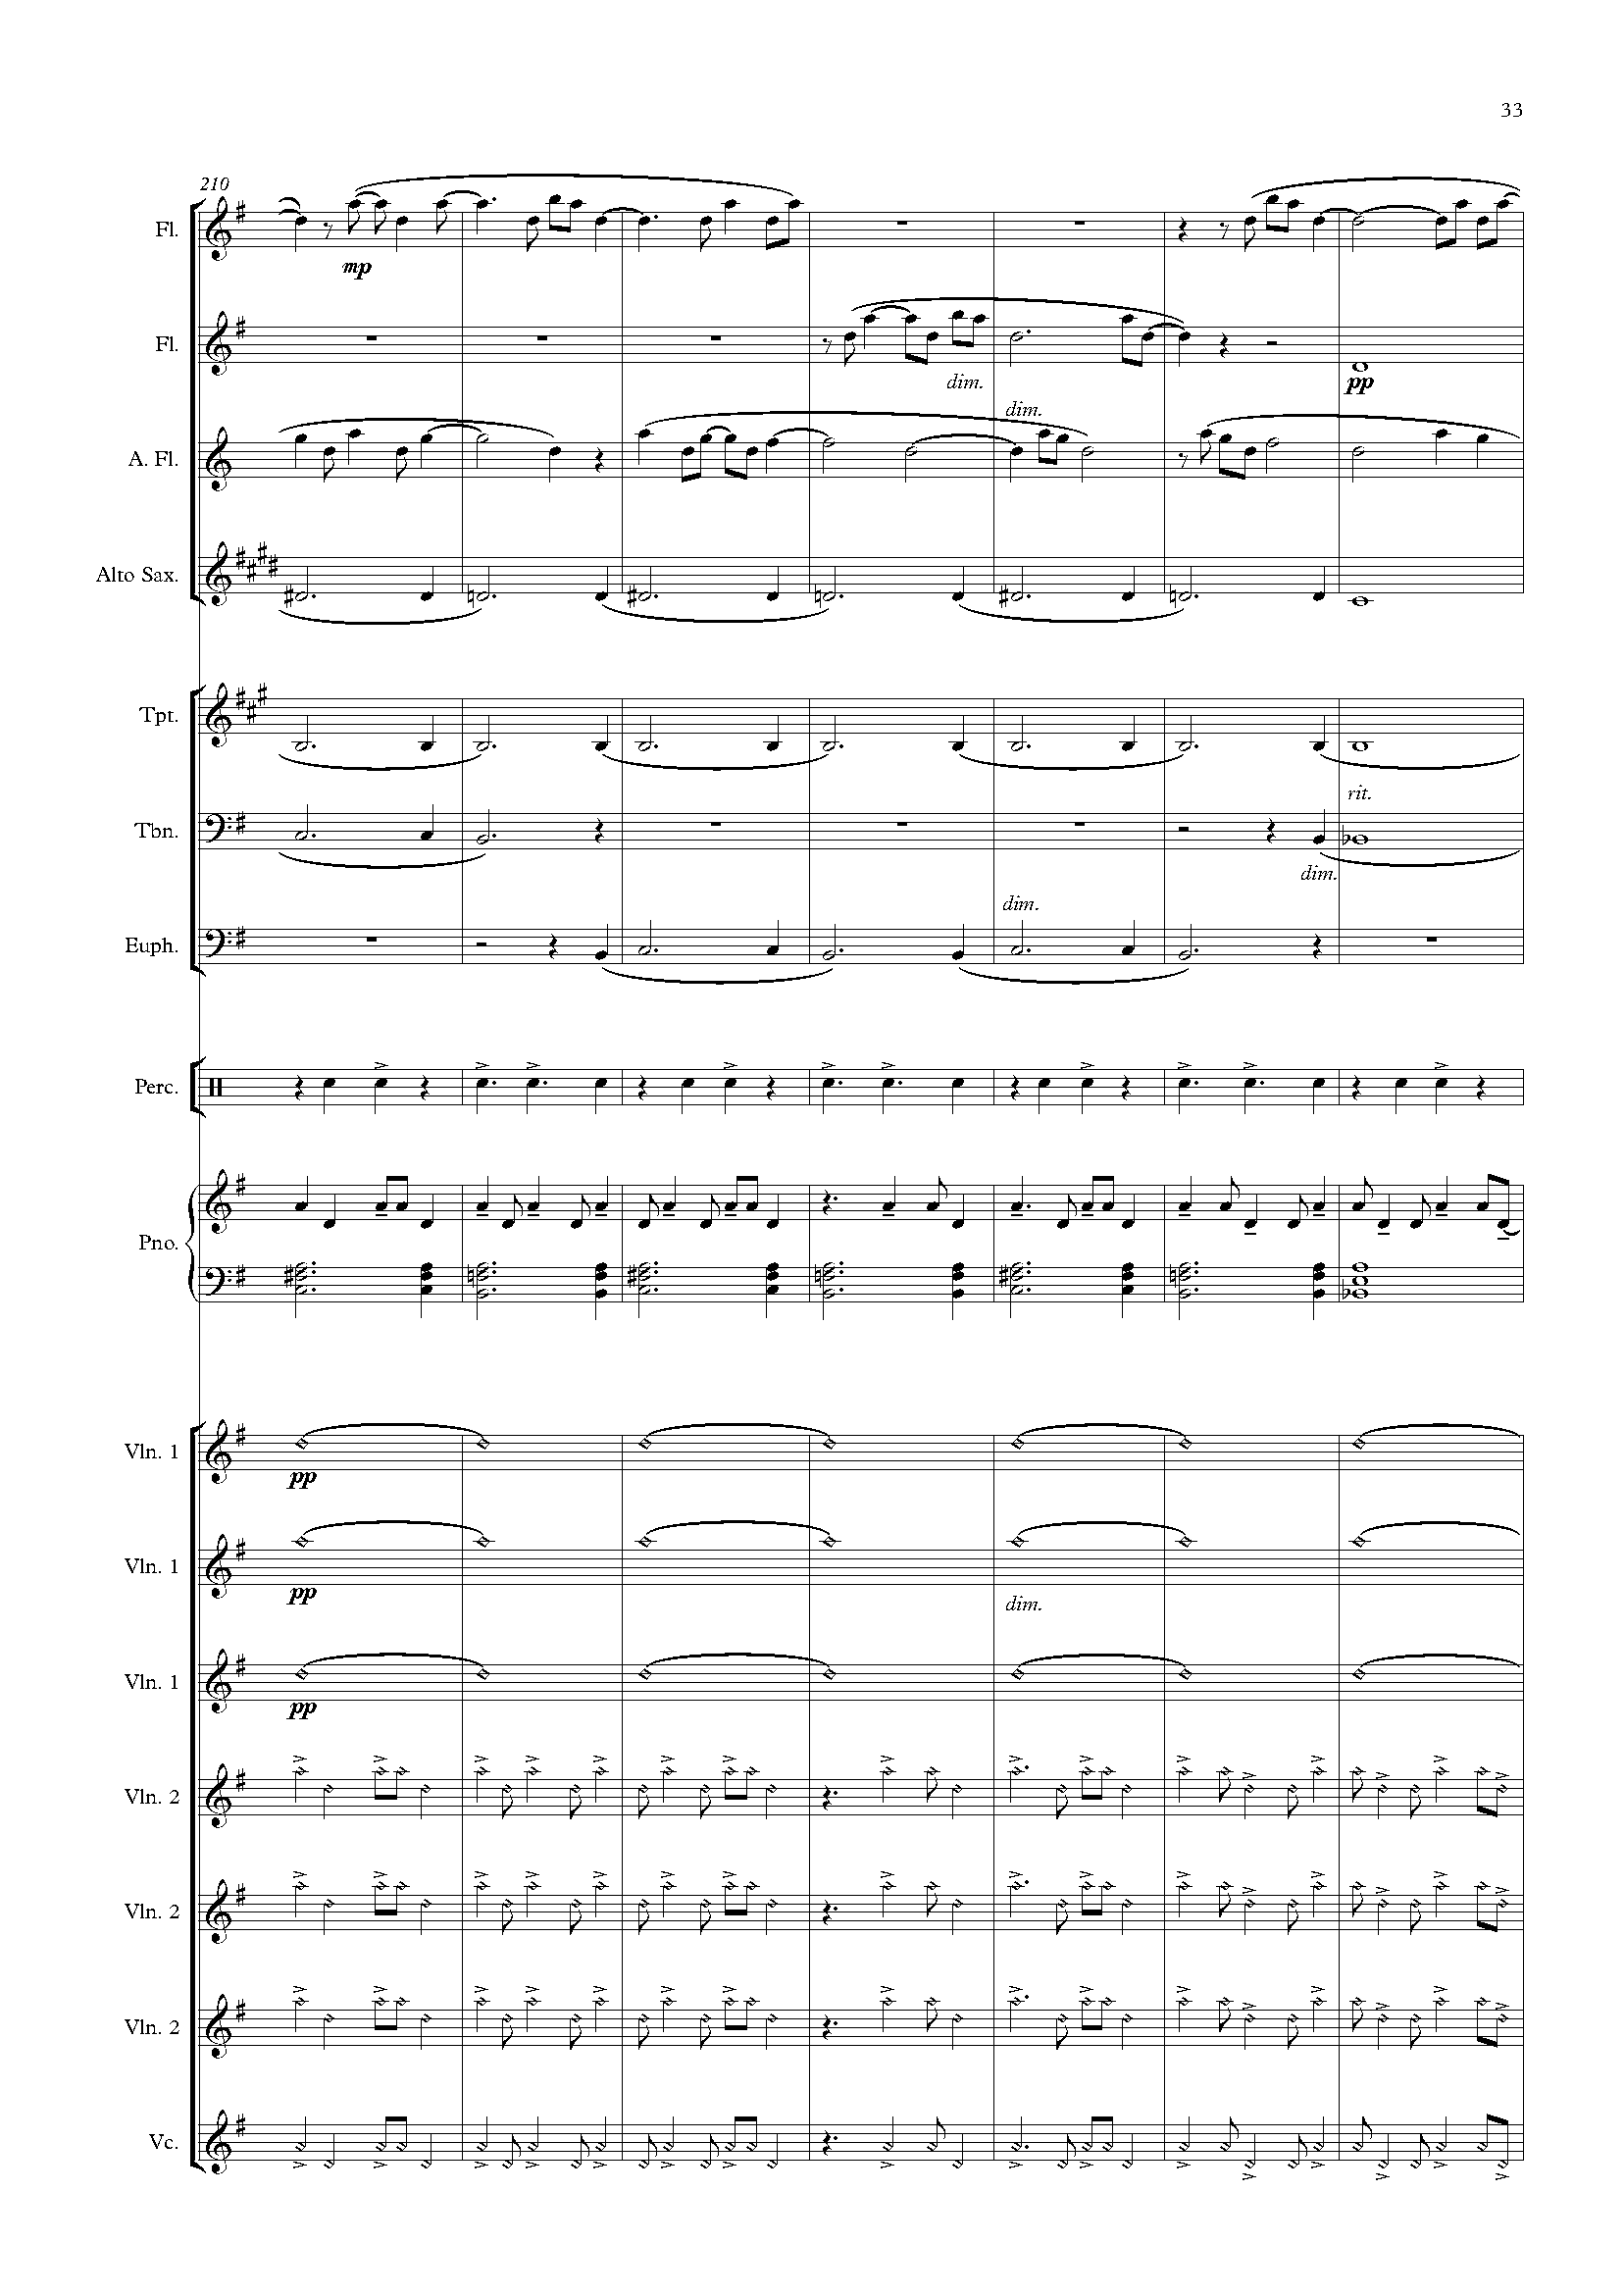 33
210
Fl.
mp
Fl.
dim.
pp
dim.
A. Fl.
Alto Sax.
Tpt.
rit.
Tbn.
dim.
dim.
Euph.
Perc.
Pno.
Vln. 1
pp
Vln. 1
pp
dim.
Vln. 1
pp
Vln. 2
Vln. 2
Vln. 2
Vc.